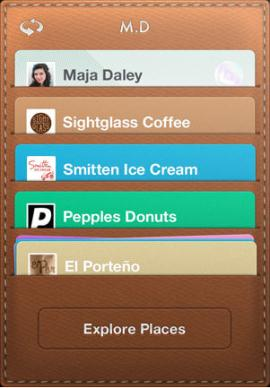 M.D
Maja Daley
Sightglass Coffee
Smitten Ice Cream
Pepples Donuts
El Porteño
Explore Places